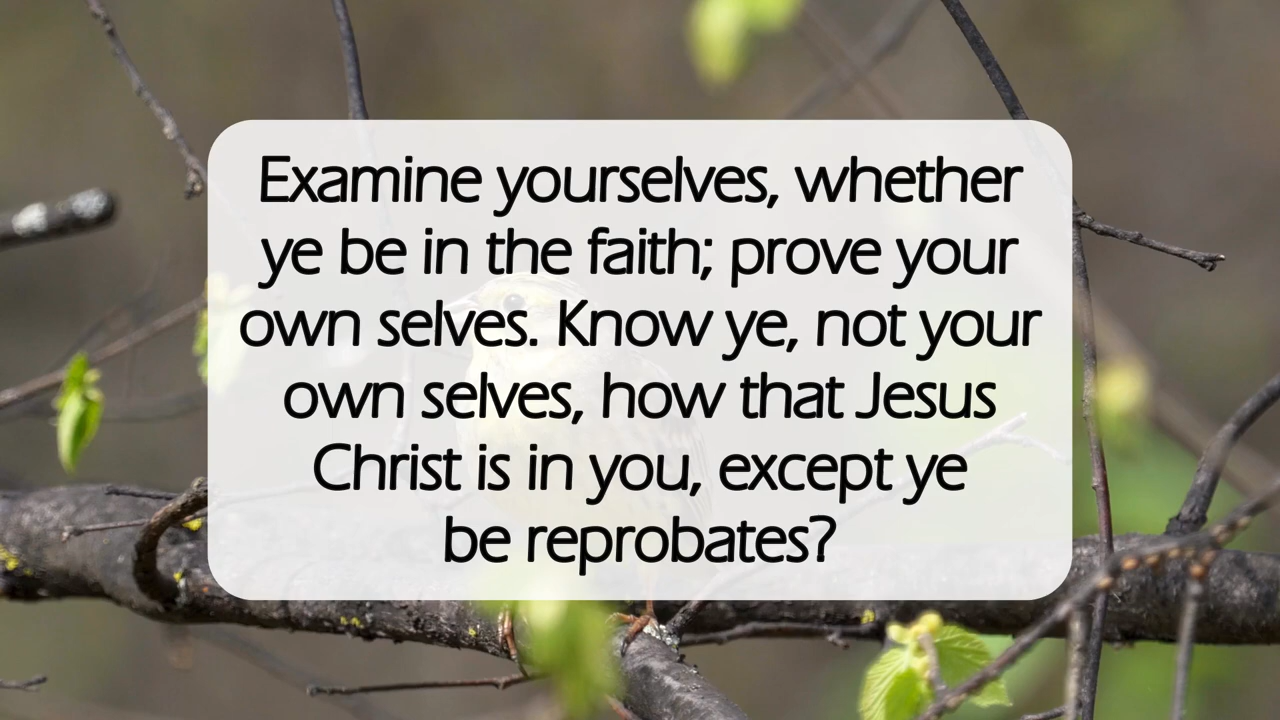 Examine yourselves, whether
ye be in the faith; prove your
own selves. Know ye, not your
own selves, how that Jesus
Christ is in you, except ye
be reprobates?